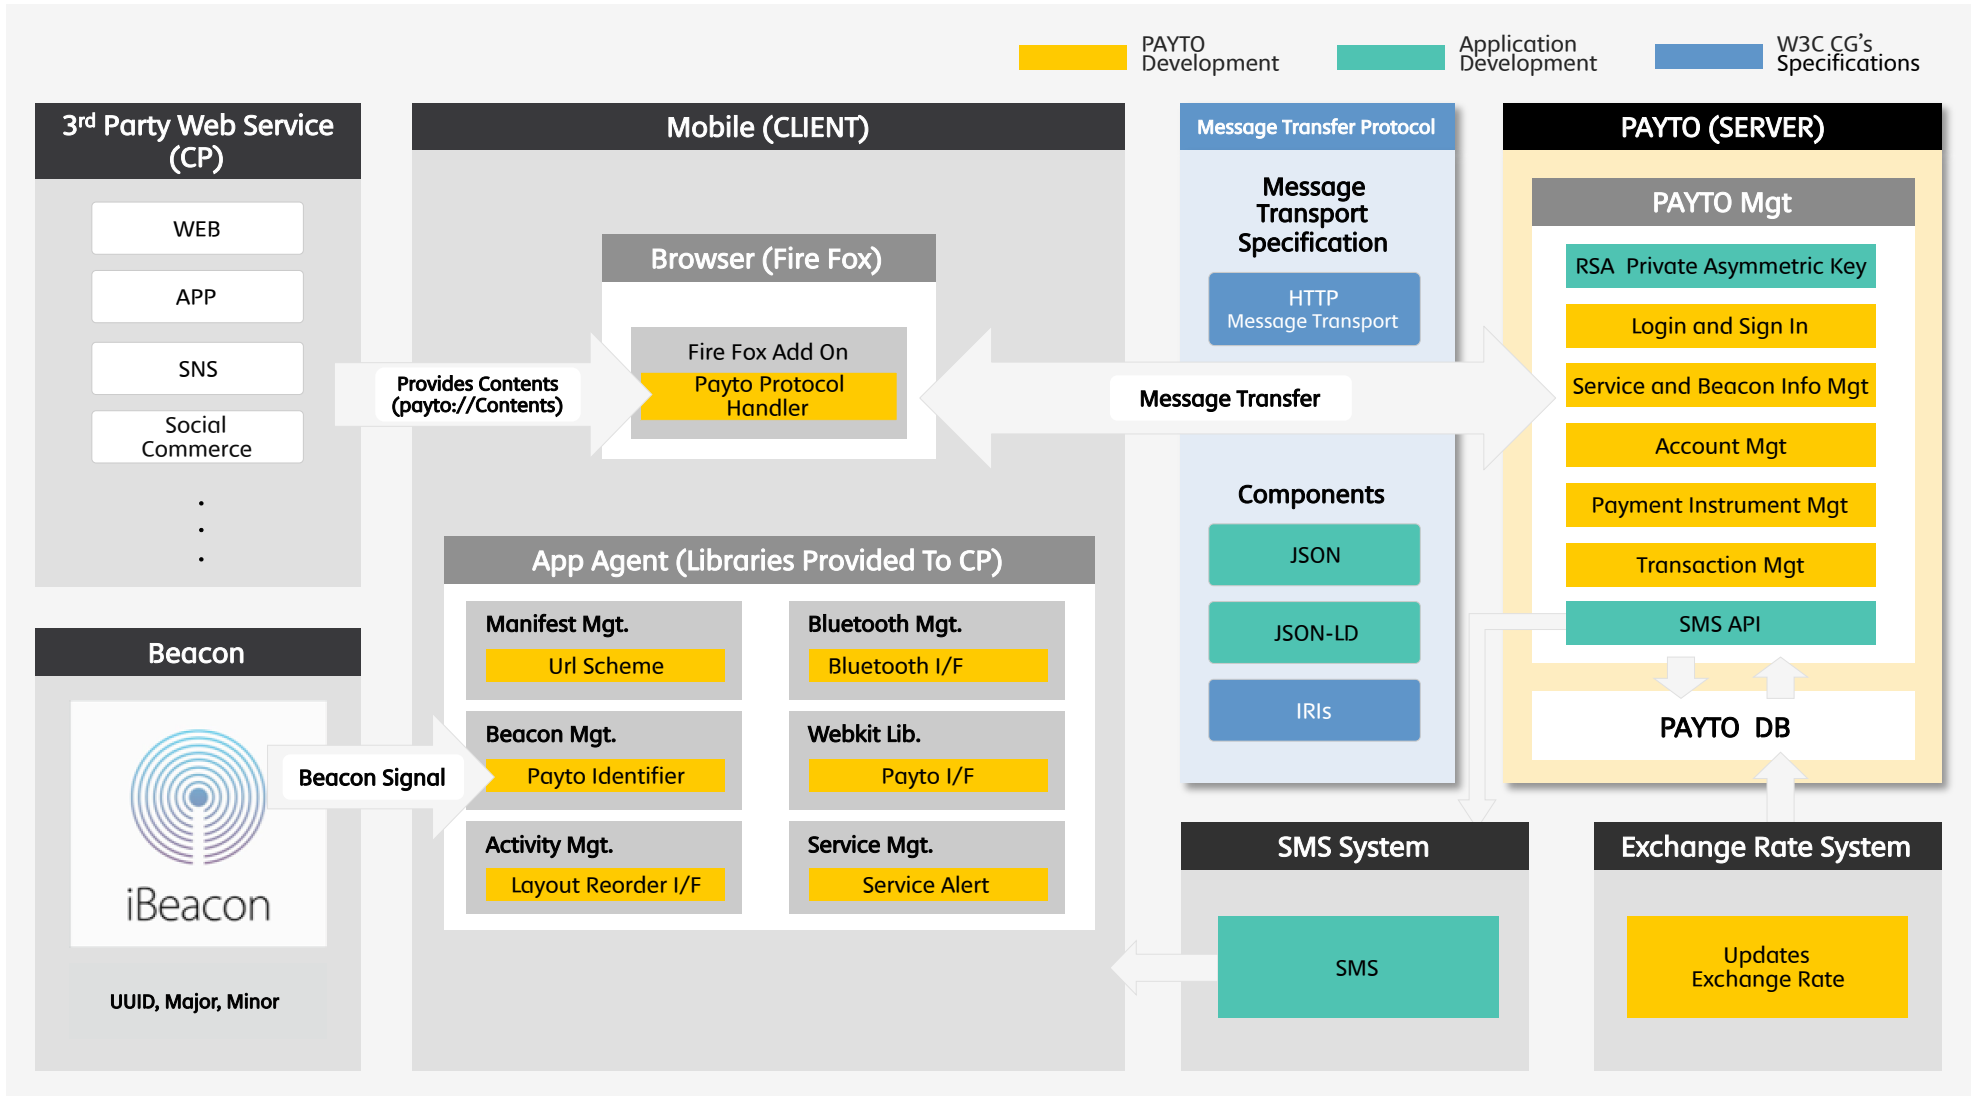 PAYTO
Development
Application
Development
W3C CG's
Specifications
3rd Party Web Service
(CP)
WEB
APP
SNS
Social
Commerce
.
.
.
Provides Contents
(payto://Contents)
Beacon
iBeacon
UUID, Major, Minor
Beacon Signal
Mobile (CLIENT)
Browser (Fire Fox)
Fire Fox Add On
Payto Protocol
Handler
App Agent (Libraries Provided To CP)
Manifest Mgt.
Url Scheme
Bluetooth Mgt.
Bluetooth I/F
Beacon Mgt.
Payto Identifier
Webkit Lib.
Payto I/F
Activity Mgt.
Layout Reorder I/F
Service Mgt.
Service Alert
Message Transfer Protocol
Message
Transport
Specification
HTTP
Message Transport
Message Transfer
Components
JSON
JSON-LD
IRIs
PAYTO (SERVER)
PAYTO Mgt
RSA Private Asymmetric Key
Login and Sign In
Service and Beacon Info Mgt
Account Mgt
Payment Instrument Mgt
Transaction Mgt
SMS API
PAYTO DB
SMS System
SMS
Exchange Rate System
Updates
Exchange Rate